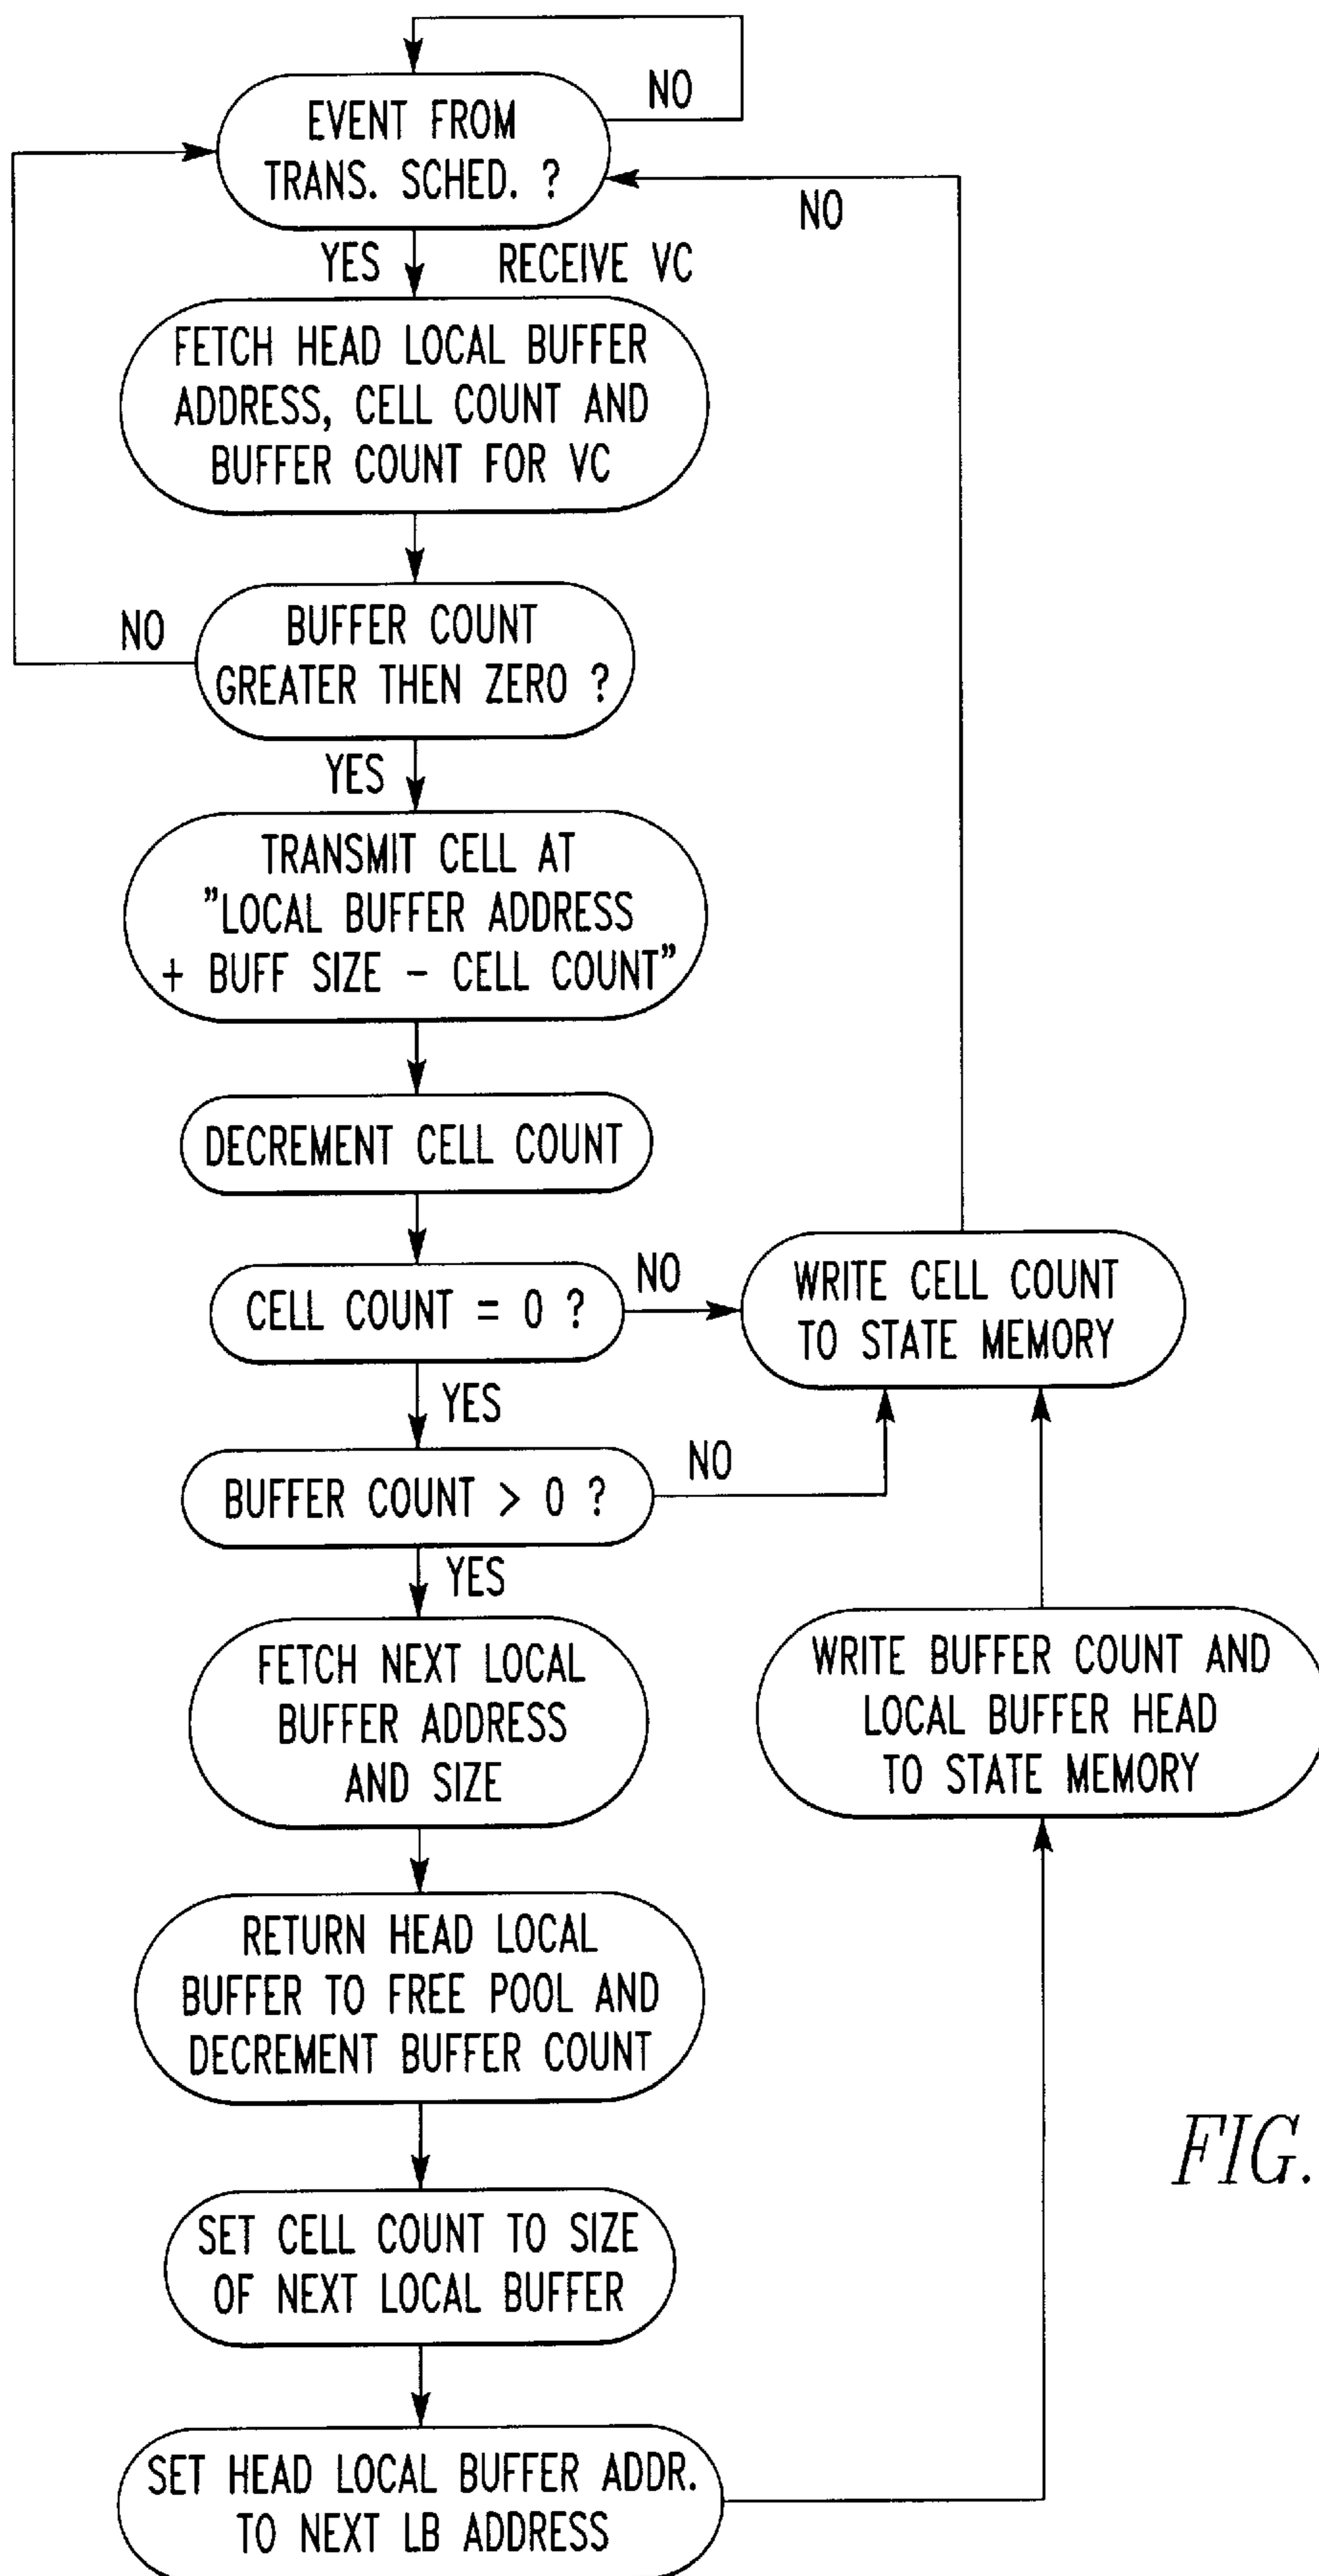 NO
EVENT FROM
TRANS. SCHED. ?
NO
YES
RECEIVE VC
FETCH HEAD LOCAL BUFFER
ADDRESS, CELL COUNT AND
BUFFER COUNT FOR VC
NO
BUFFER COUNT
GREATER THEN ZERO ?
YES
TRANSMIT CELL AT
"LOCAL BUFFER ADDRESS
+ BUFF SIZE - CELL COUNT"
DECREMENT CELL COUNT
CELL COUNT = 0 ?
NO
WRITE CELL COUNT
TO STATE MEMORY
YES
BUFFER COUNT > 0 ?
NO
YES
FETCH NEXT LOCAL
BUFFER ADDRESS
AND SIZE
WRITE BUFFER COUNT AND
LOCAL BUFFER HEAD
TO STATE MEMORY
RETURN HEAD LOCAL
BUFFER TO FREE POOL AND
DECREMENT BUFFER COUNT
FIG.
SET CELL COUNT TO SIZE
OF NEXT LOCAL BUFFER
SET HEAD LOCAL BUFFER ADDR.
TO NEXT LB ADDRESS